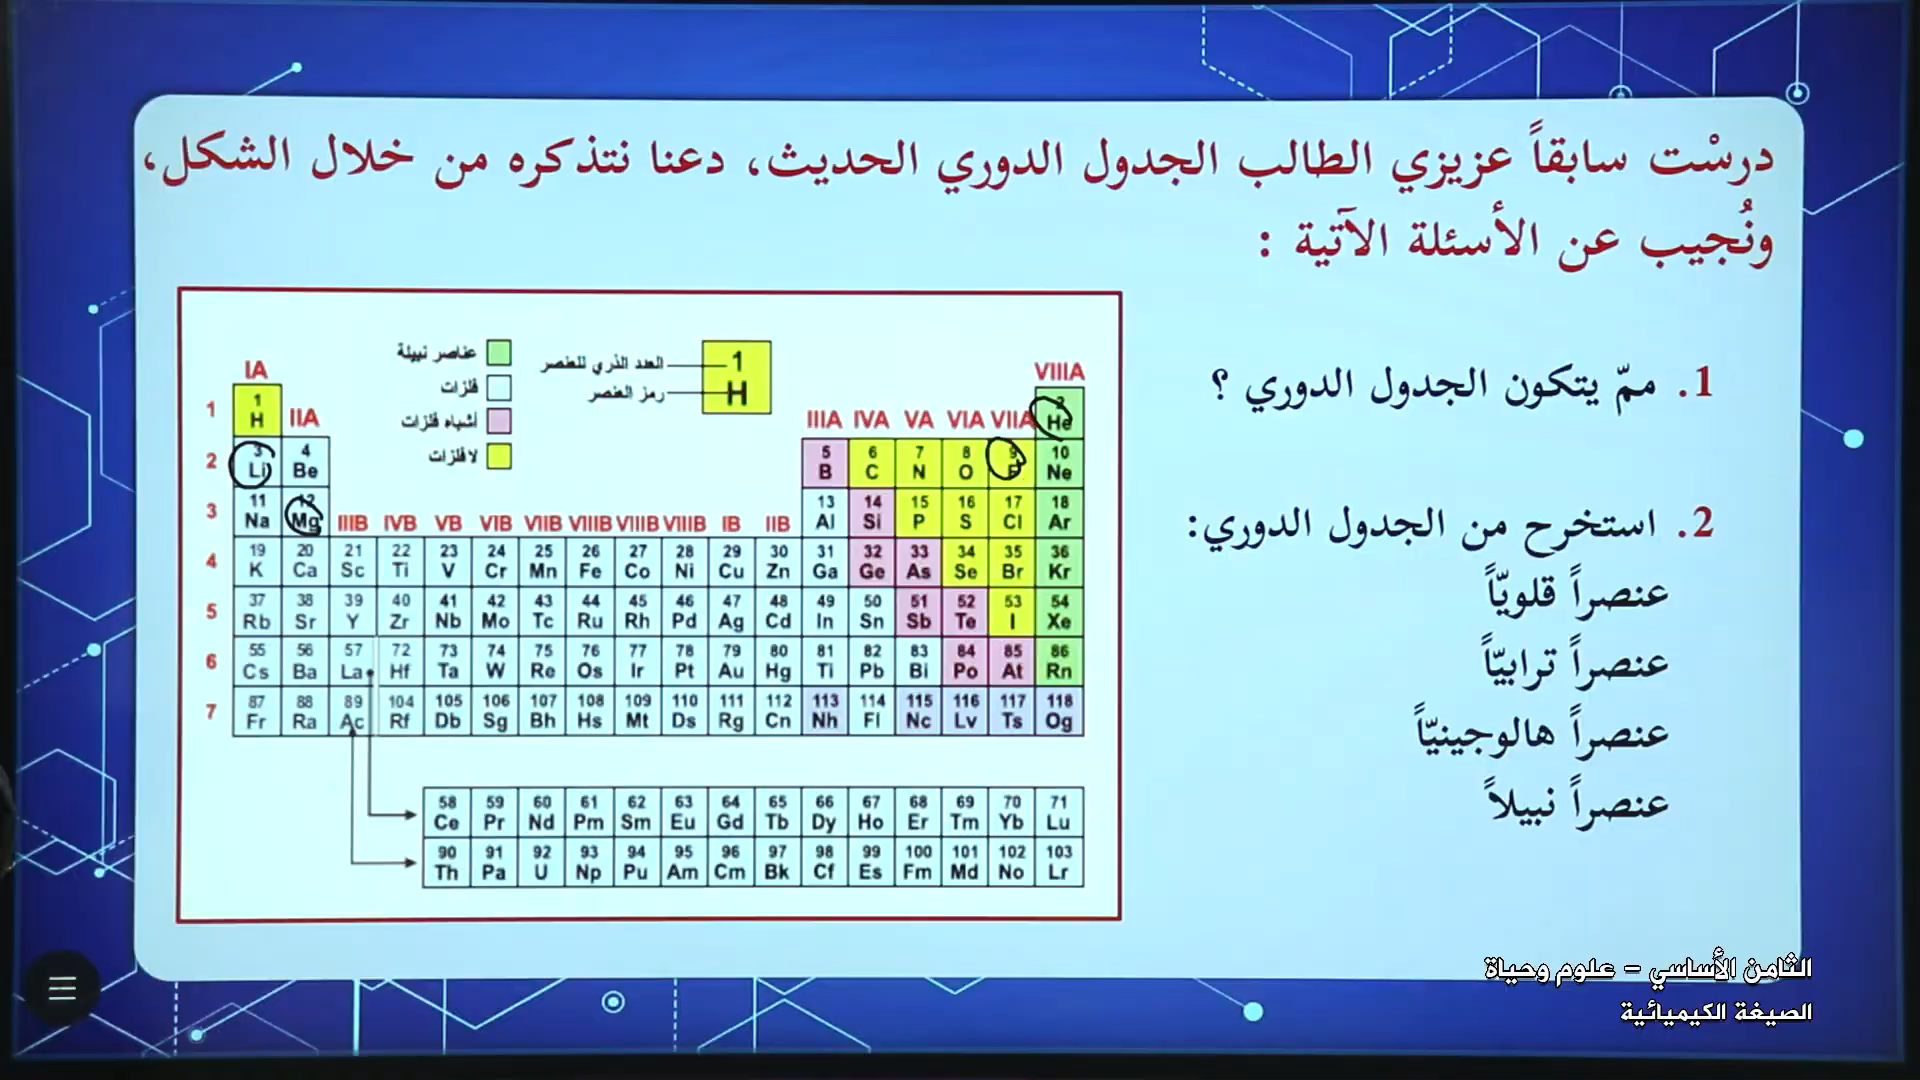 درسْت سابقاً عزيزي الطالب الجدول الدوري الحديث، دعنا نتذكره من خلال الشكل،
ونُجيب عن الأسئلة الآتية :
1. ممّ يتكون الجدول الدوري ؟
2. استخرح من الجدول الدوري:
عنصراً قلويّاً
عنصراً ترابيّاً
عنصراً هالوجينيّاً
عنصراً نبيلاً
عناصر نبيلة
فلزات
أشباه فلزات
لافلزات
العدد الذري للعنصر 1
رمز العنصر H
IA VIIIA
1 1 2
H He
IIA IIIA IVA VA VIA VIIA
2 3 4 5 6 7 8 9 10
Li Be B C N O F Ne
3 11 12 13 14 15 16 17 18
Na Mg Al Si P S Cl Ar
IIIB IVB VB VIB VIIB VIIIB VIIIB VIIIB IB IIB
4 19 20 21 22 23 24 25 26 27 28 29 30 31 32 33 34 35 36
K Ca Sc Ti V Cr Mn Fe Co Ni Cu Zn Ga Ge As Se Br Kr
5 37 38 39 40 41 42 43 44 45 46 47 48 49 50 51 52 53 54
Rb Sr Y Zr Nb Mo Tc Ru Rh Pd Ag Cd In Sn Sb Te I Xe
6 55 56 57 72 73 74 75 76 77 78 79 80 81 82 83 84 85 86
Cs Ba La Hf Ta W Re Os Ir Pt Au Hg Ti Pb Bi Po At Rn
7 87 88 89 104 105 106 107 108 109 110 111 112 113 114 115 116 117 118
Fr Ra Ac Rf Db Sg Bh Hs Mt Ds Rg Cn Nh Fl Nc Lv Ts Og
58 59 60 61 62 63 64 65 66 67 68 69 70 71
Ce Pr Nd Pm Sm Eu Gd Tb Dy Ho Er Tm Yb Lu
90 91 92 93 94 95 96 97 98 99 100 101 102 103
Th Pa U Np Pu Am Cm Bk Cf Es Fm Md No Lr
الثامن الأساسي – علوم وحياة
الصيغة الكيميائية